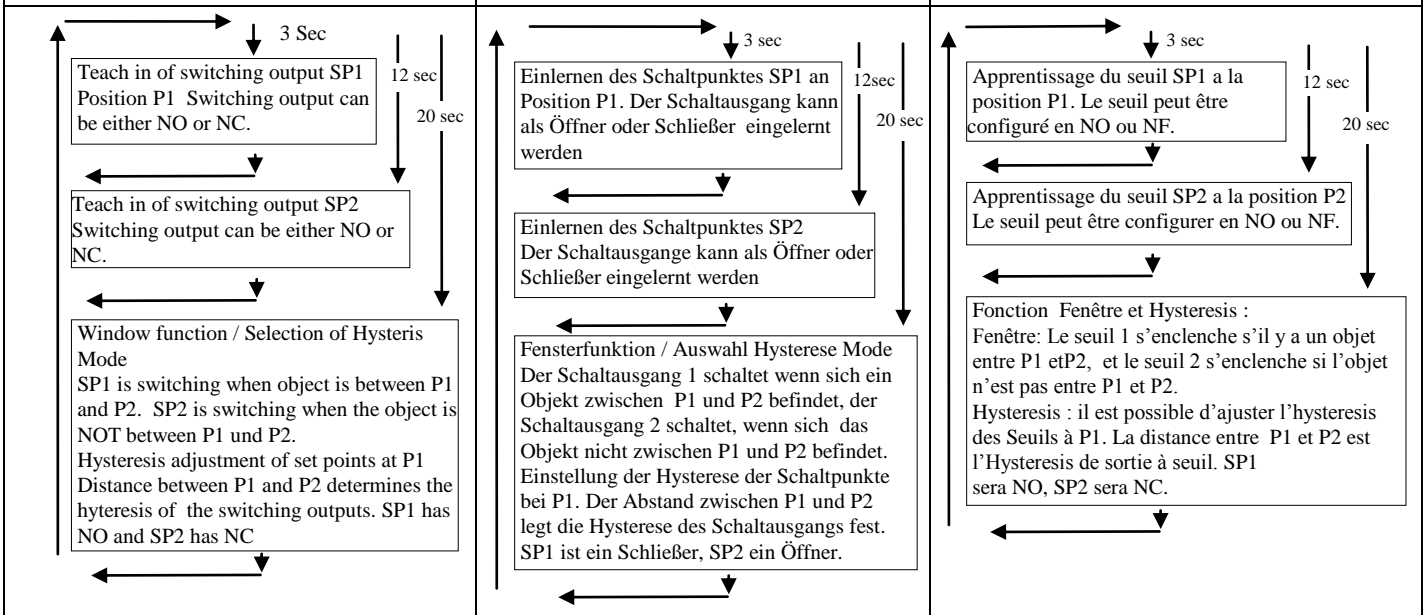 3 Sec
12 sec
20 sec
Teach in of switching output SP1
Position P1  Switching output can
be either NO or NC.
Teach in of switching output SP2
Switching output can be either NO or
NC.
Window function / Selection of Hysteris
Mode
SP1 is switching when object is between P1
and P2.  SP2 is switching when the object is
NOT between P1 und P2.
Hysteresis adjustment of set points at P1
Distance between P1 and P2 determines the
hyteresis of  the switching outputs. SP1 has
NO and SP2 has NC
3 sec
12sec
20 sec
Einlernen des Schaltpunktes SP1 an
Position P1. Der Schaltausgang kann
als Öffner oder Schließer  eingelernt
werden
Einlernen des Schaltpunktes SP2
Der Schaltausgange kann als Öffner oder
Schließer eingelernt werden
Fensterfunktion / Auswahl Hysterese Mode
Der Schaltausgang 1 schaltet wenn sich ein
Objekt zwischen  P1 und P2 befindet, der
Schaltausgang 2 schaltet, wenn sich  das
Objekt nicht zwischen P1 und P2 befindet.
Einstellung der Hysterese der Schaltpunkte
bei P1. Der Abstand zwischen P1 und P2
legt die Hysterese des Schaltausgangs fest.
SP1 ist ein Schließer, SP2 ein Öffner.
3 sec
12 sec
20 sec
Apprentissage du seuil SP1 a la
position P1. Le seuil peut être
configuré en NO ou NF.
Apprentissage du seuil SP2 a la position P2
Le seuil peut être configurer en NO ou NF.
Fonction  Fenêtre et Hysteresis :
Fenêtre: Le seuil 1 s’enclenche s’il y a un objet
entre P1 etP2,  et le seuil 2 s’enclenche si l’objet
n’est pas entre P1 et P2.
Hysteresis : il est possible d’ajuster l’hysteresis
des Seuils à P1. La distance entre  P1 et P2 est
l’Hysteresis de sortie à seuil. SP1
sera NO, SP2 sera NC.